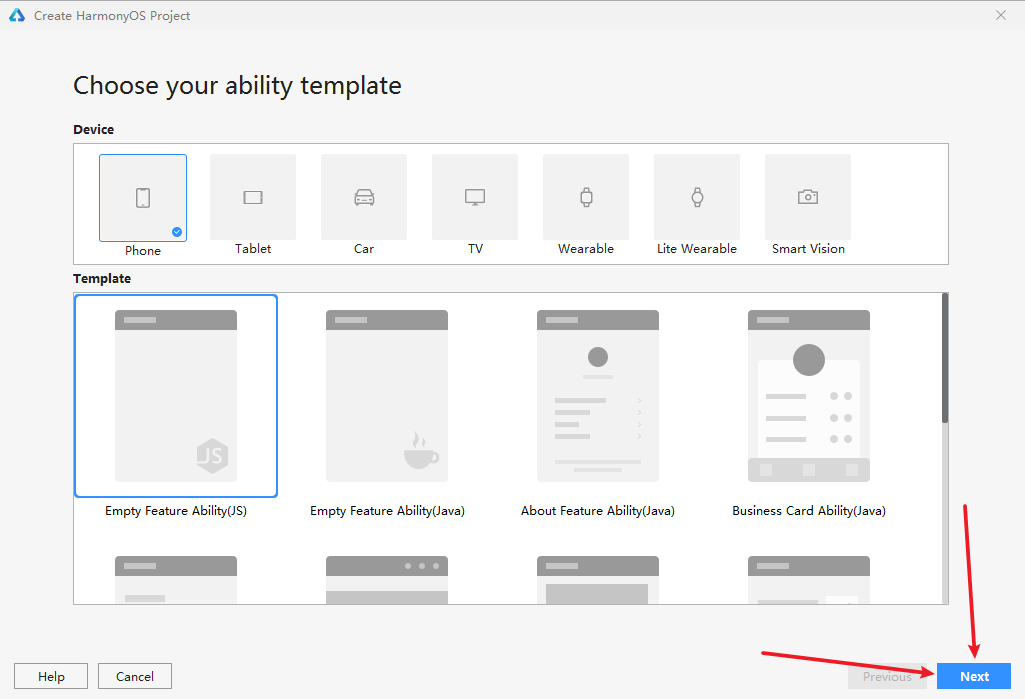 Create HarmonyOS Project
Choose your ability template
Device
Phone Tablet Car TV Wearable Lite Wearable Smart Vision
Template
JS
Empty Feature Ability(JS) Empty Feature Ability(Java) About Feature Ability(Java) Business Card Ability(Java)
Help Cancel Previous Next